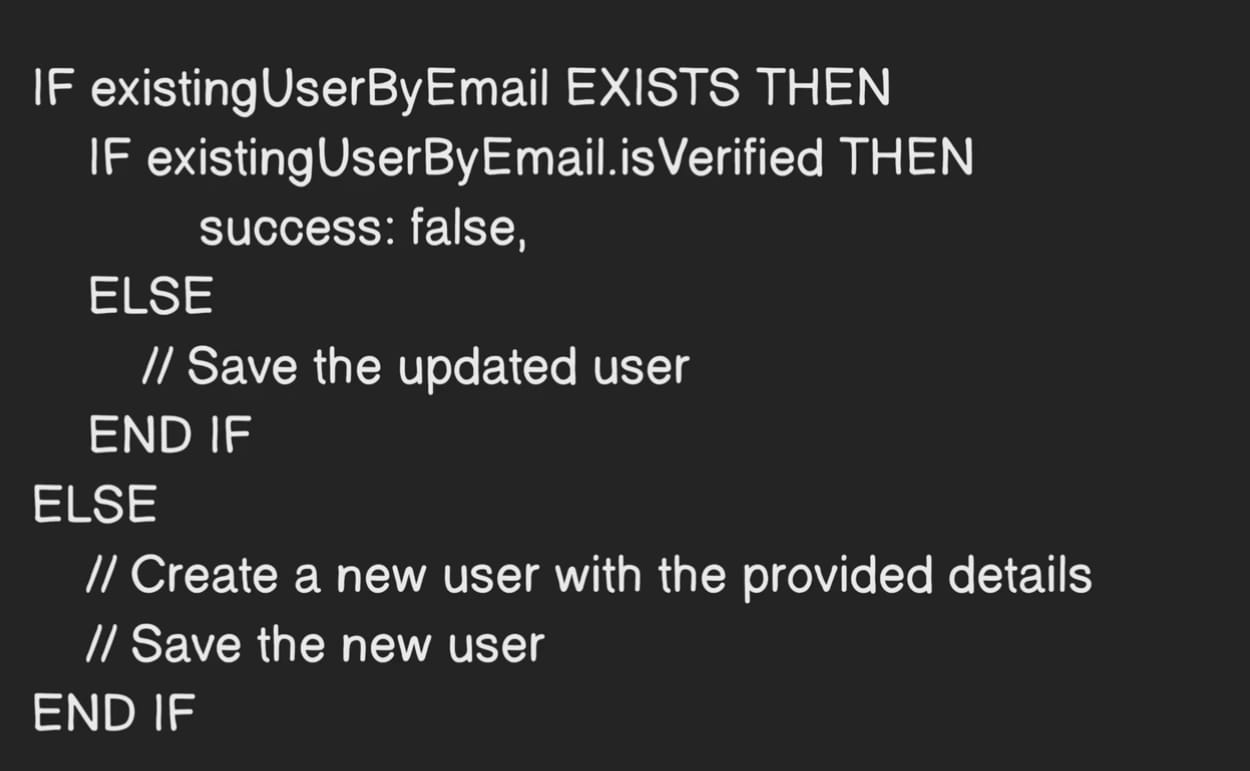 IF existingUserByEmail EXISTS THEN
IF existingUserByEmail.isVerified THEN
success: false,
ELSE
// Save the updated user
END IF
ELSE
// Create a new user with the provided details
// Save the new user
END IF